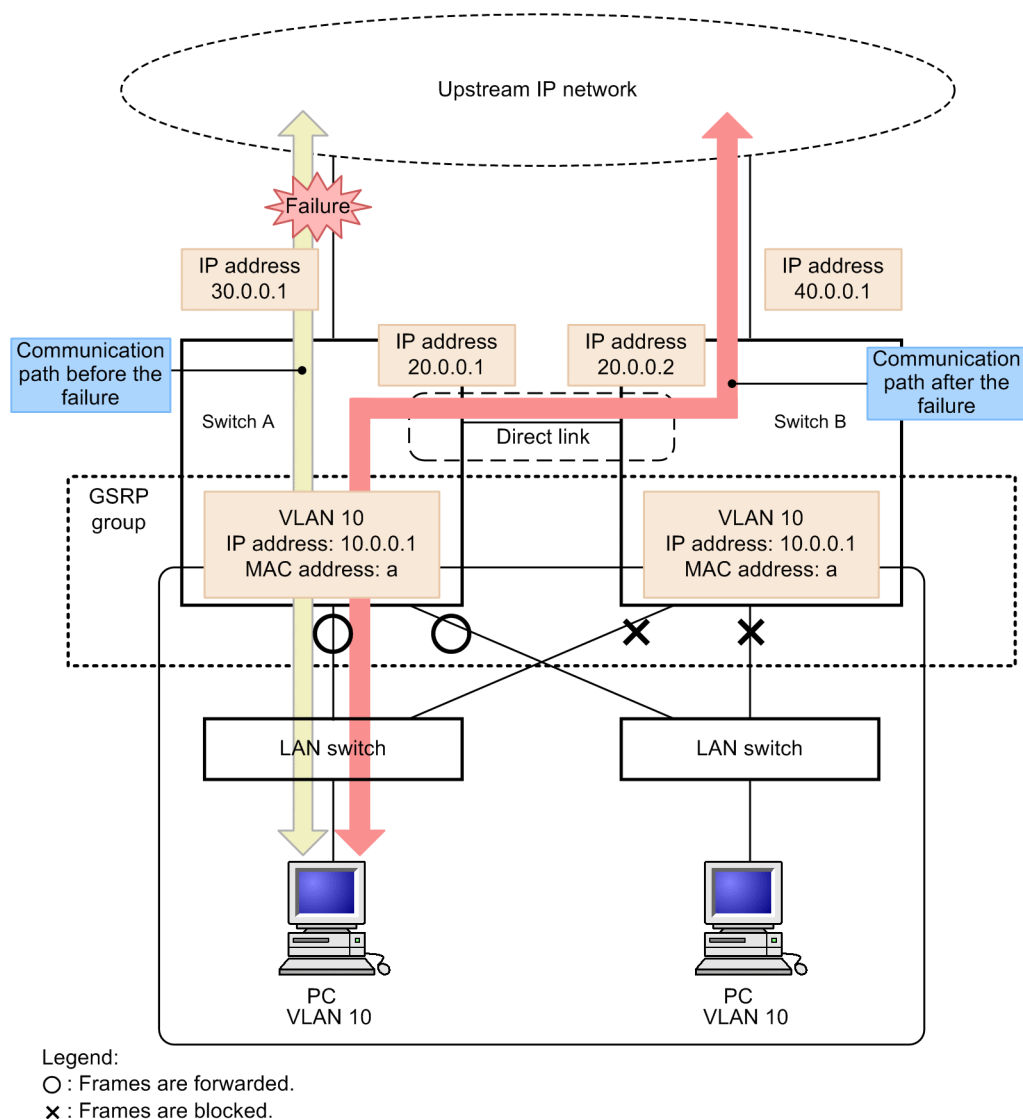 Upstream IP network
Failure
IP address
30.0.0.1
IP address
40.0.0.1
Communication
path before the
failure
IP address
20.0.0.1
IP address
20.0.0.2
Communication
path after the
failure
Switch A
Direct link
Switch B
GSRP
group
VLAN 10
IP address: 10.0.0.1
MAC address: a
VLAN 10
IP address: 10.0.0.1
MAC address: a
LAN switch
LAN switch
PC
VLAN 10
PC
VLAN 10
Legend:
: Frames are forwarded.
: Frames are blocked.